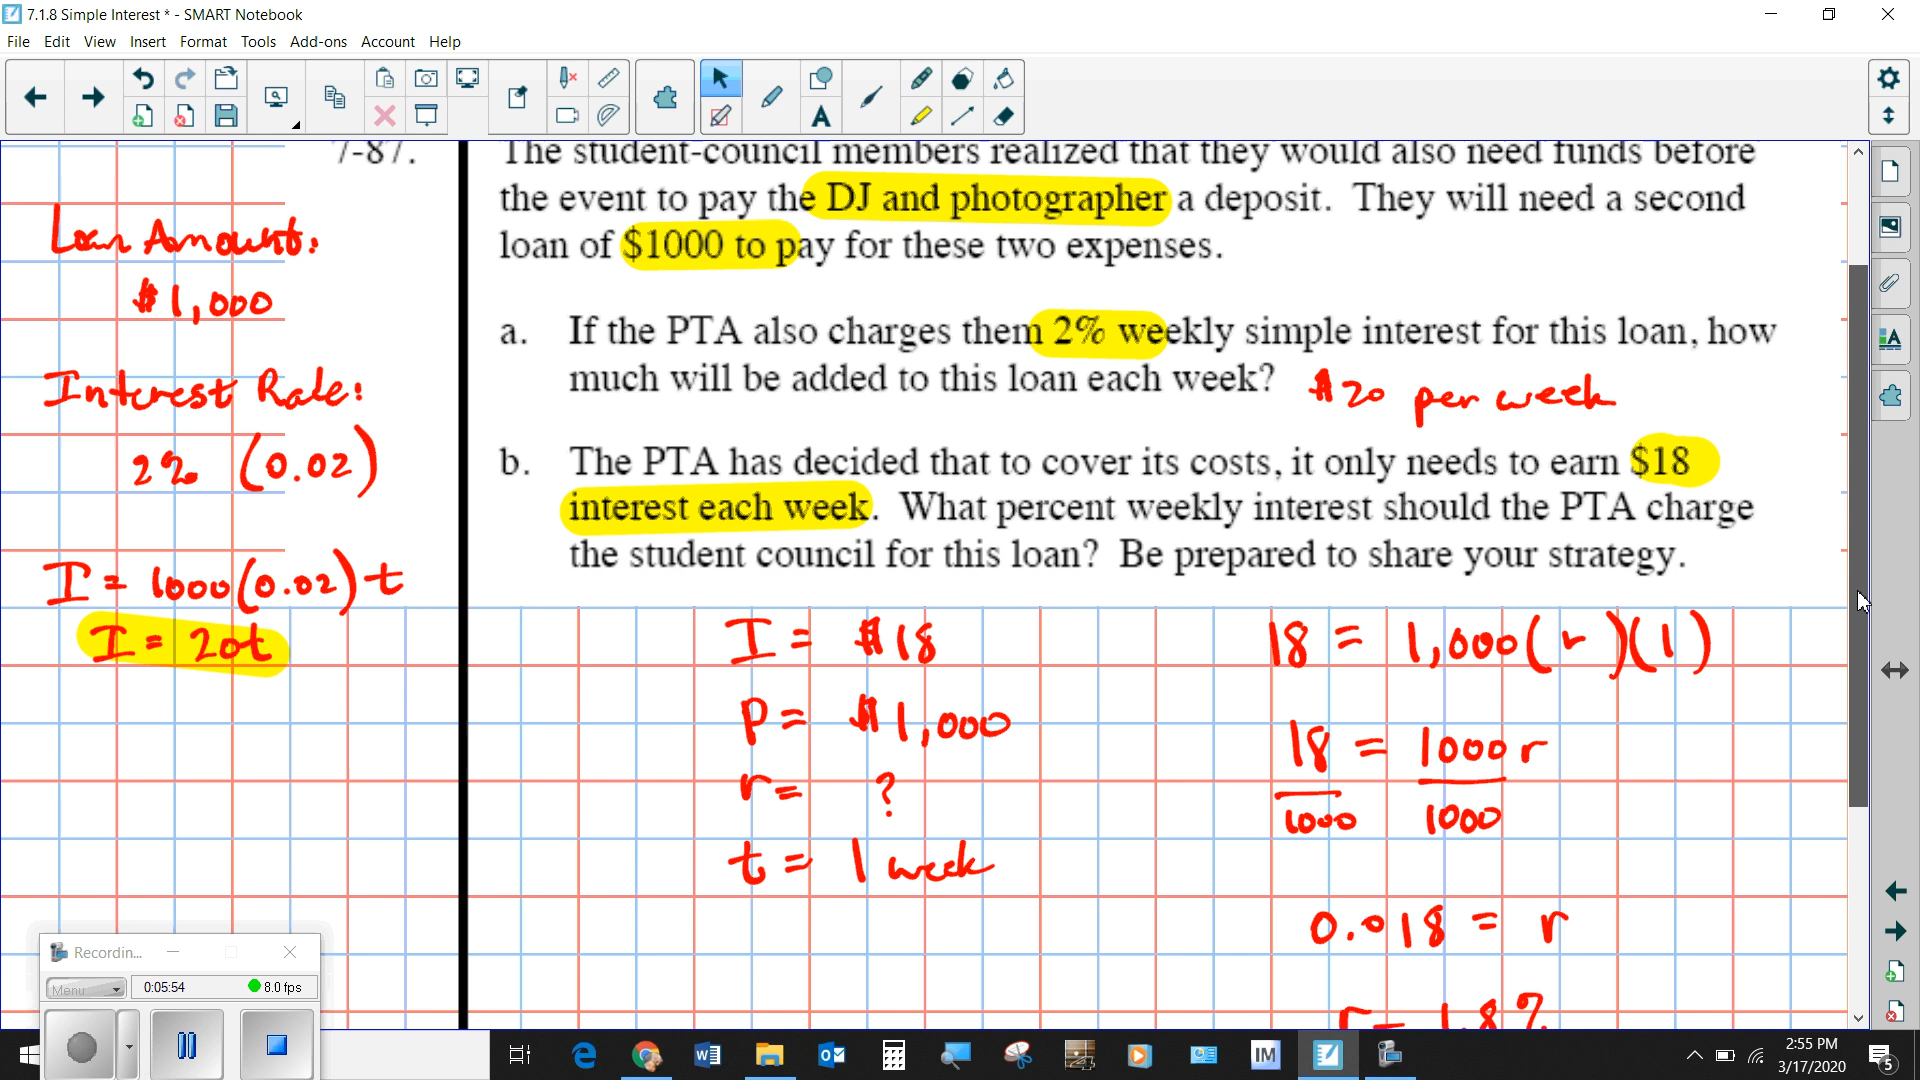 7.1.8 Simple Interest * - SMART Notebook
File Edit View Insert Format Tools Add-ons Account Help
7-87. The student-council members realized that they would also need funds before
the event to pay the DJ and photographer a deposit. They will need a second
loan of $1000 to pay for these two expenses.
a. If the PTA also charges them 2% weekly simple interest for this loan, how
much will be added to this loan each week? $20 per week
b. The PTA has decided that to cover its costs, it only needs to earn $18
interest each week. What percent weekly interest should the PTA charge
the student council for this loan? Be prepared to share your strategy.
Loan Amount:
$1,000
Interest Rate:
2% (0.02)
I = 1000(0.02)t
I = 20t
I = $18
P = $1,000
r = ?
t = 1 week
18 = 1,000(r)(1)
18 = 1000r
1000 1000
0.018 = r
r = 1.8%
Recordin...
Menu 0:05:54 8.0 fps
IM
2:55 PM
3/17/2020
5